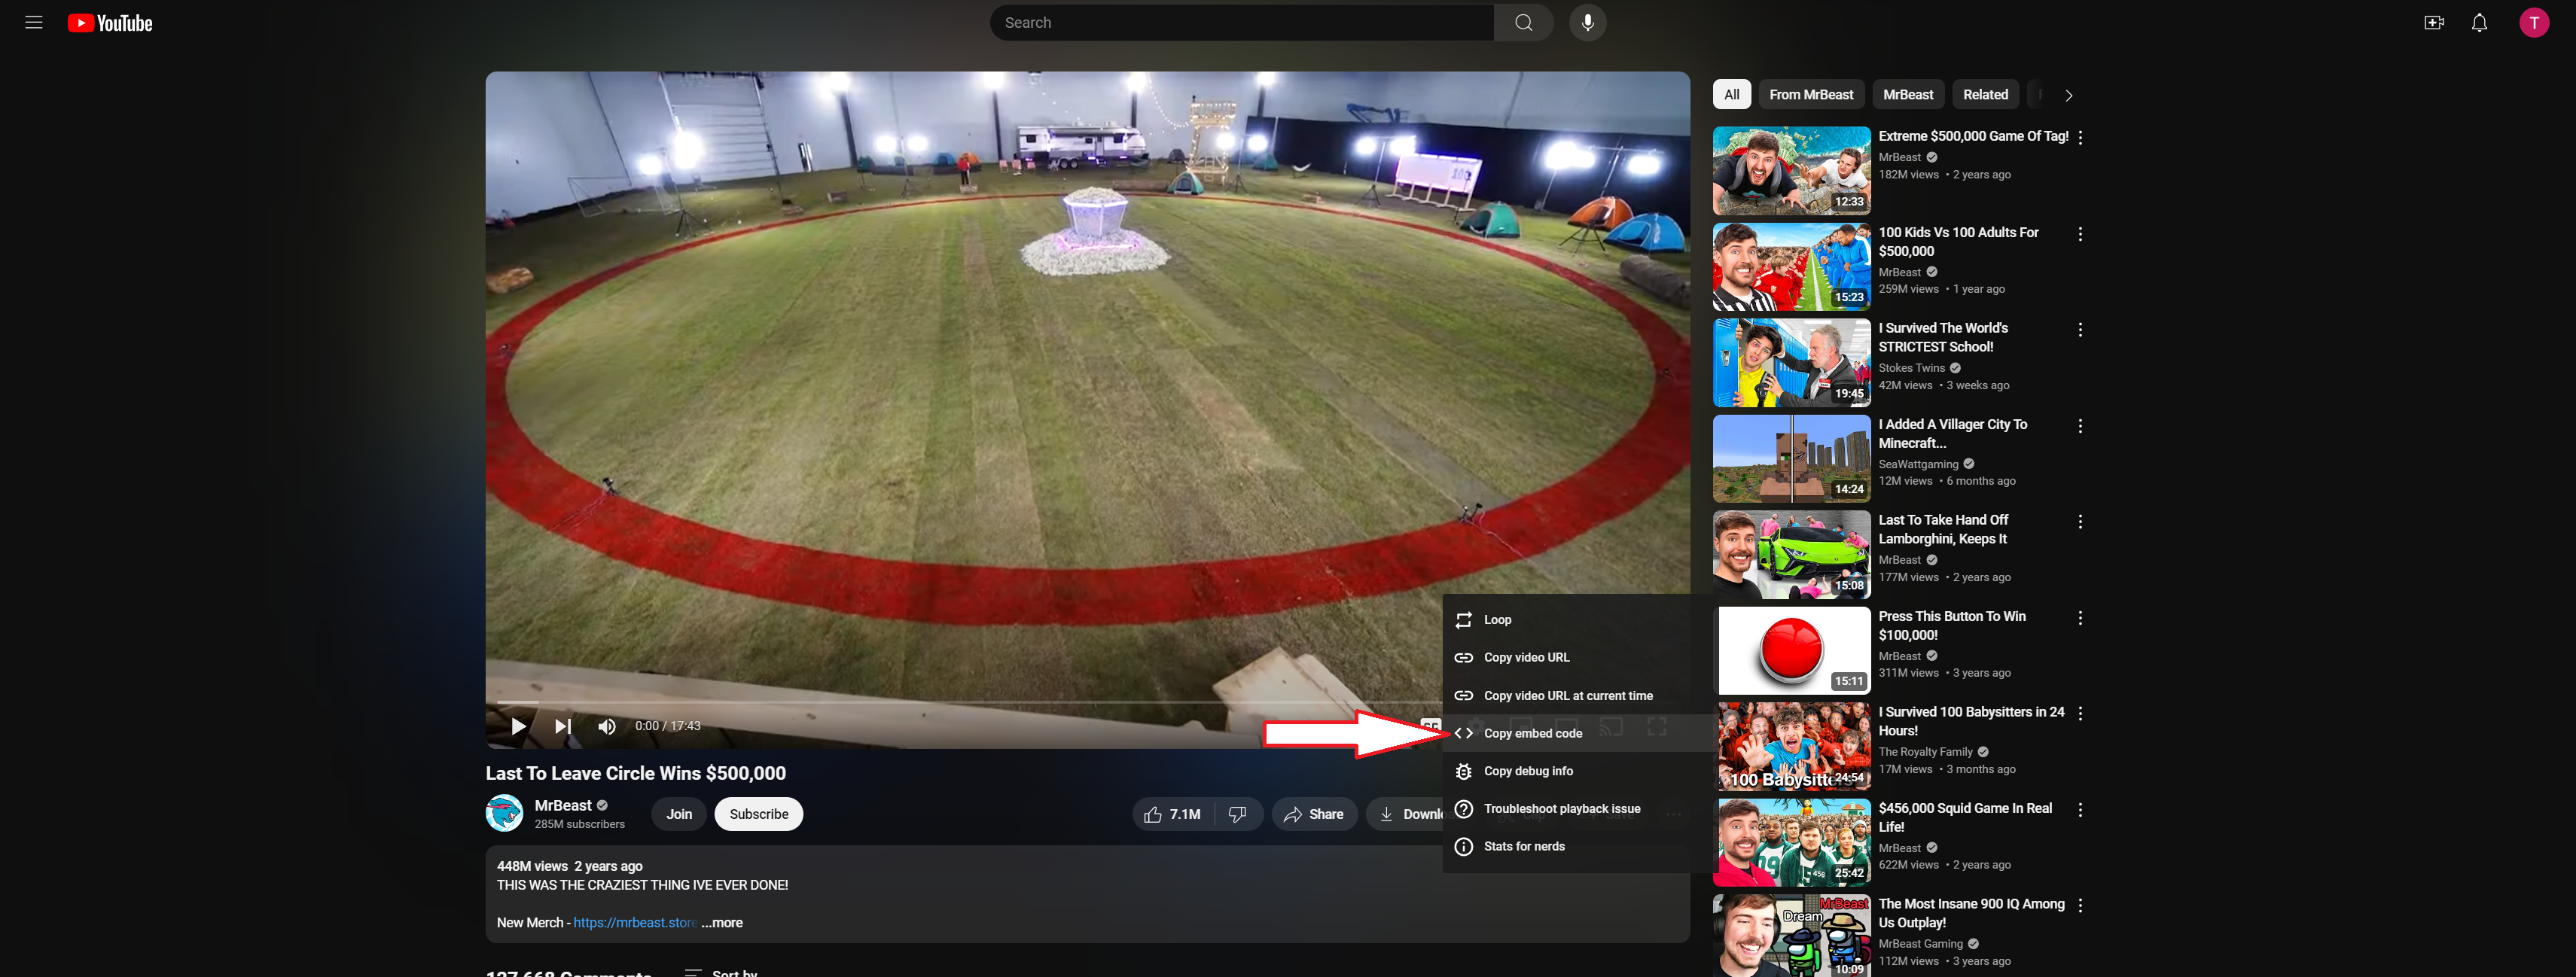 YouTube
Search
T
All
From MrBeast
MrBeast
Related
Extreme $500,000 Game Of Tag!
MrBeast
182M views • 2 years ago
12:33
100 Kids Vs 100 Adults For
$500,000
MrBeast
259M views • 1 year ago
15:23
I Survived The World's
STRICTEST School!
Stokes Twins
42M views • 3 weeks ago
19:45
I Added A Villager City To
Minecraft...
SeaWattgaming
12M views • 6 months ago
14:24
Last To Take Hand Off
Lamborghini, Keeps It
MrBeast
177M views • 2 years ago
15:08
Press This Button To Win
$100,000!
MrBeast
311M views • 3 years ago
15:11
I Survived 100 Babysitters in 24
Hours!
The Royalty Family
17M views • 3 months ago
100 Babysitters
24:54
$456,000 Squid Game In Real
Life!
MrBeast
622M views • 2 years ago
456
25:42
The Most Insane 900 IQ Among
Us Outplay!
MrBeast Gaming
112M views • 3 years ago
MrBeast
Dream
10:09
Loop
Copy video URL
Copy video URL at current time
Copy embed code
Copy debug info
Troubleshoot playback issue
Stats for nerds
0:00 / 17:43
Last To Leave Circle Wins $500,000
MrBeast
285M subscribers
Join
Subscribe
7.1M
Share
Downl
448M views 2 years ago
THIS WAS THE CRAZIEST THING IVE EVER DONE!
New Merch - https://mrbeast.store ...more
127,668 Comments
Sort by